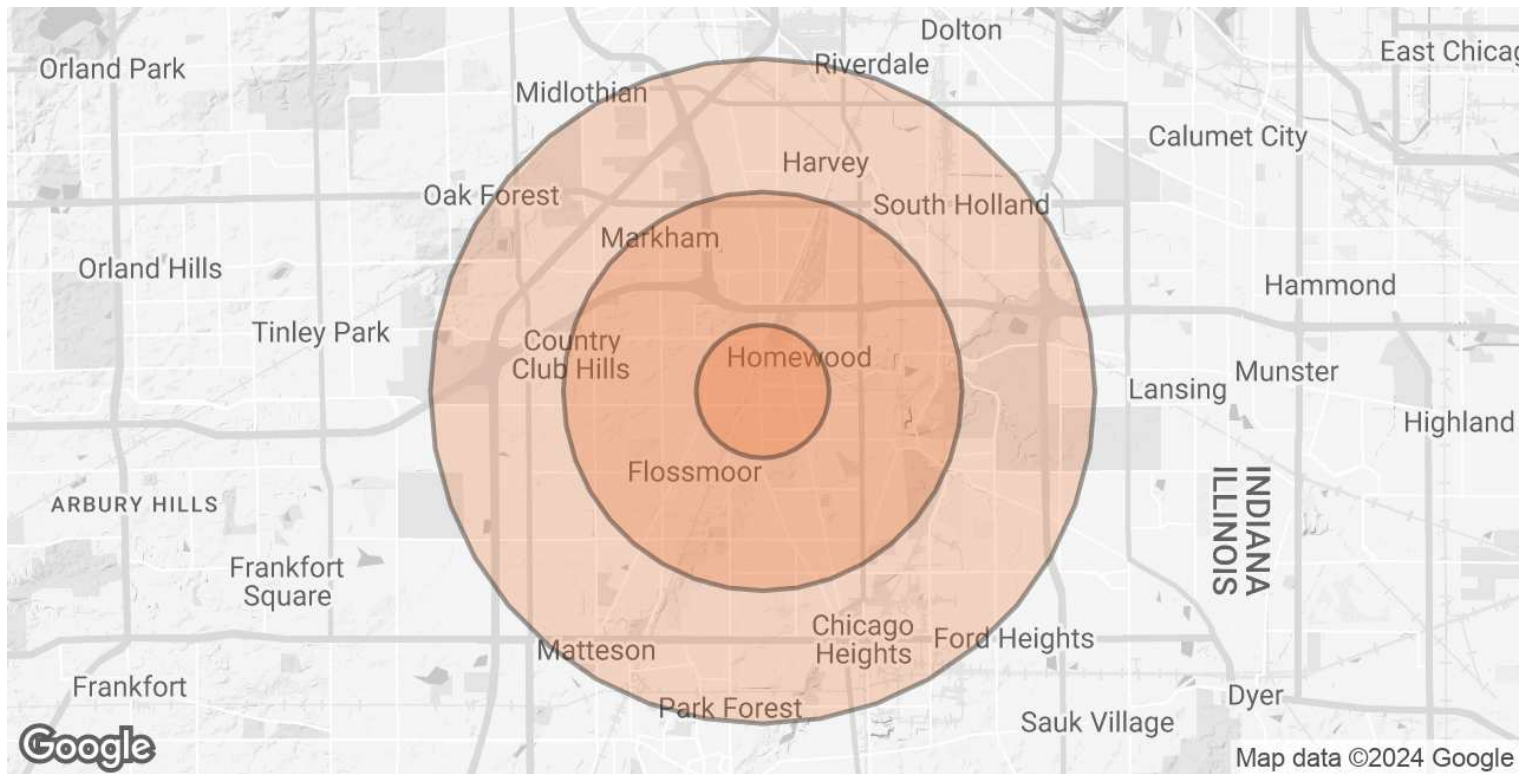 Dolton
East Chicag
Orland Park
Riverdale
Midlothian
Calumet City
Harvey
Oak Forest
South Holland
Markham
Orland Hills
Hammond
Tinley Park
Country
Club Hills
Homewood
Munster
Lansing
Highland
Flossmoor
ARBURY HILLS
INDIANA
ILLINOIS
Frankfort
Square
Chicago
Heights
Ford Heights
Matteson
Frankfort
Dyer
Park Forest
Sauk Village
Google
Map data ©2024 Google